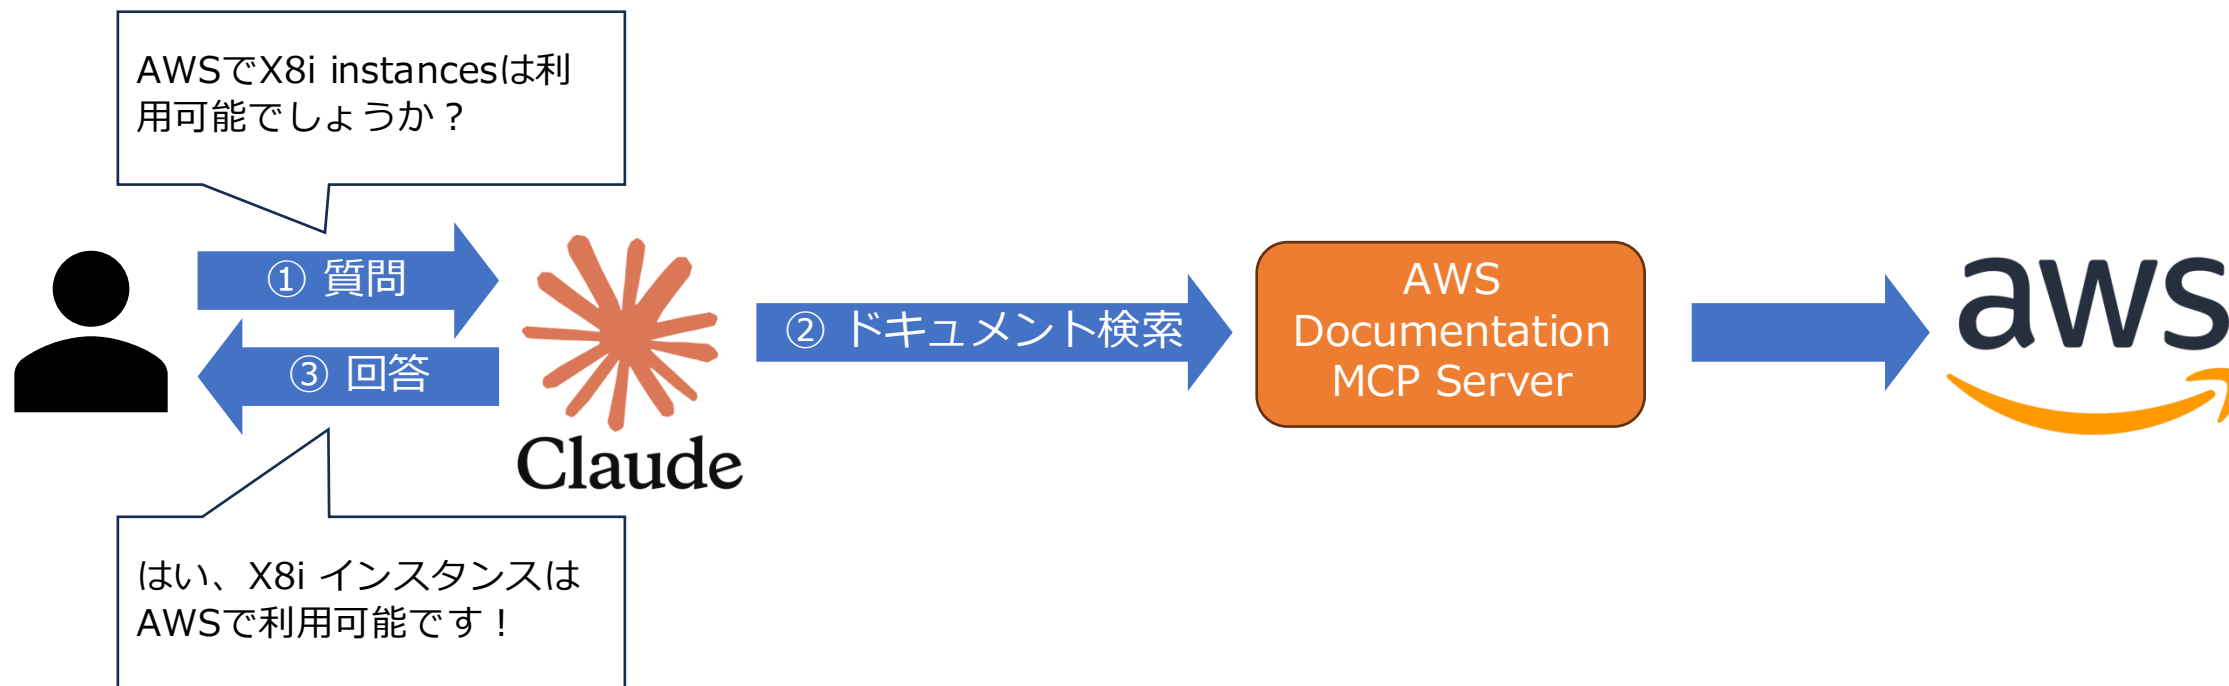 AWSでX8i instancesは利
用可能でしょうか？
① 質問
③ 回答
Claude
② ドキュメント検索
AWS
Documentation
MCP Server
aws
はい、X8i インスタンスは
AWSで利用可能です！